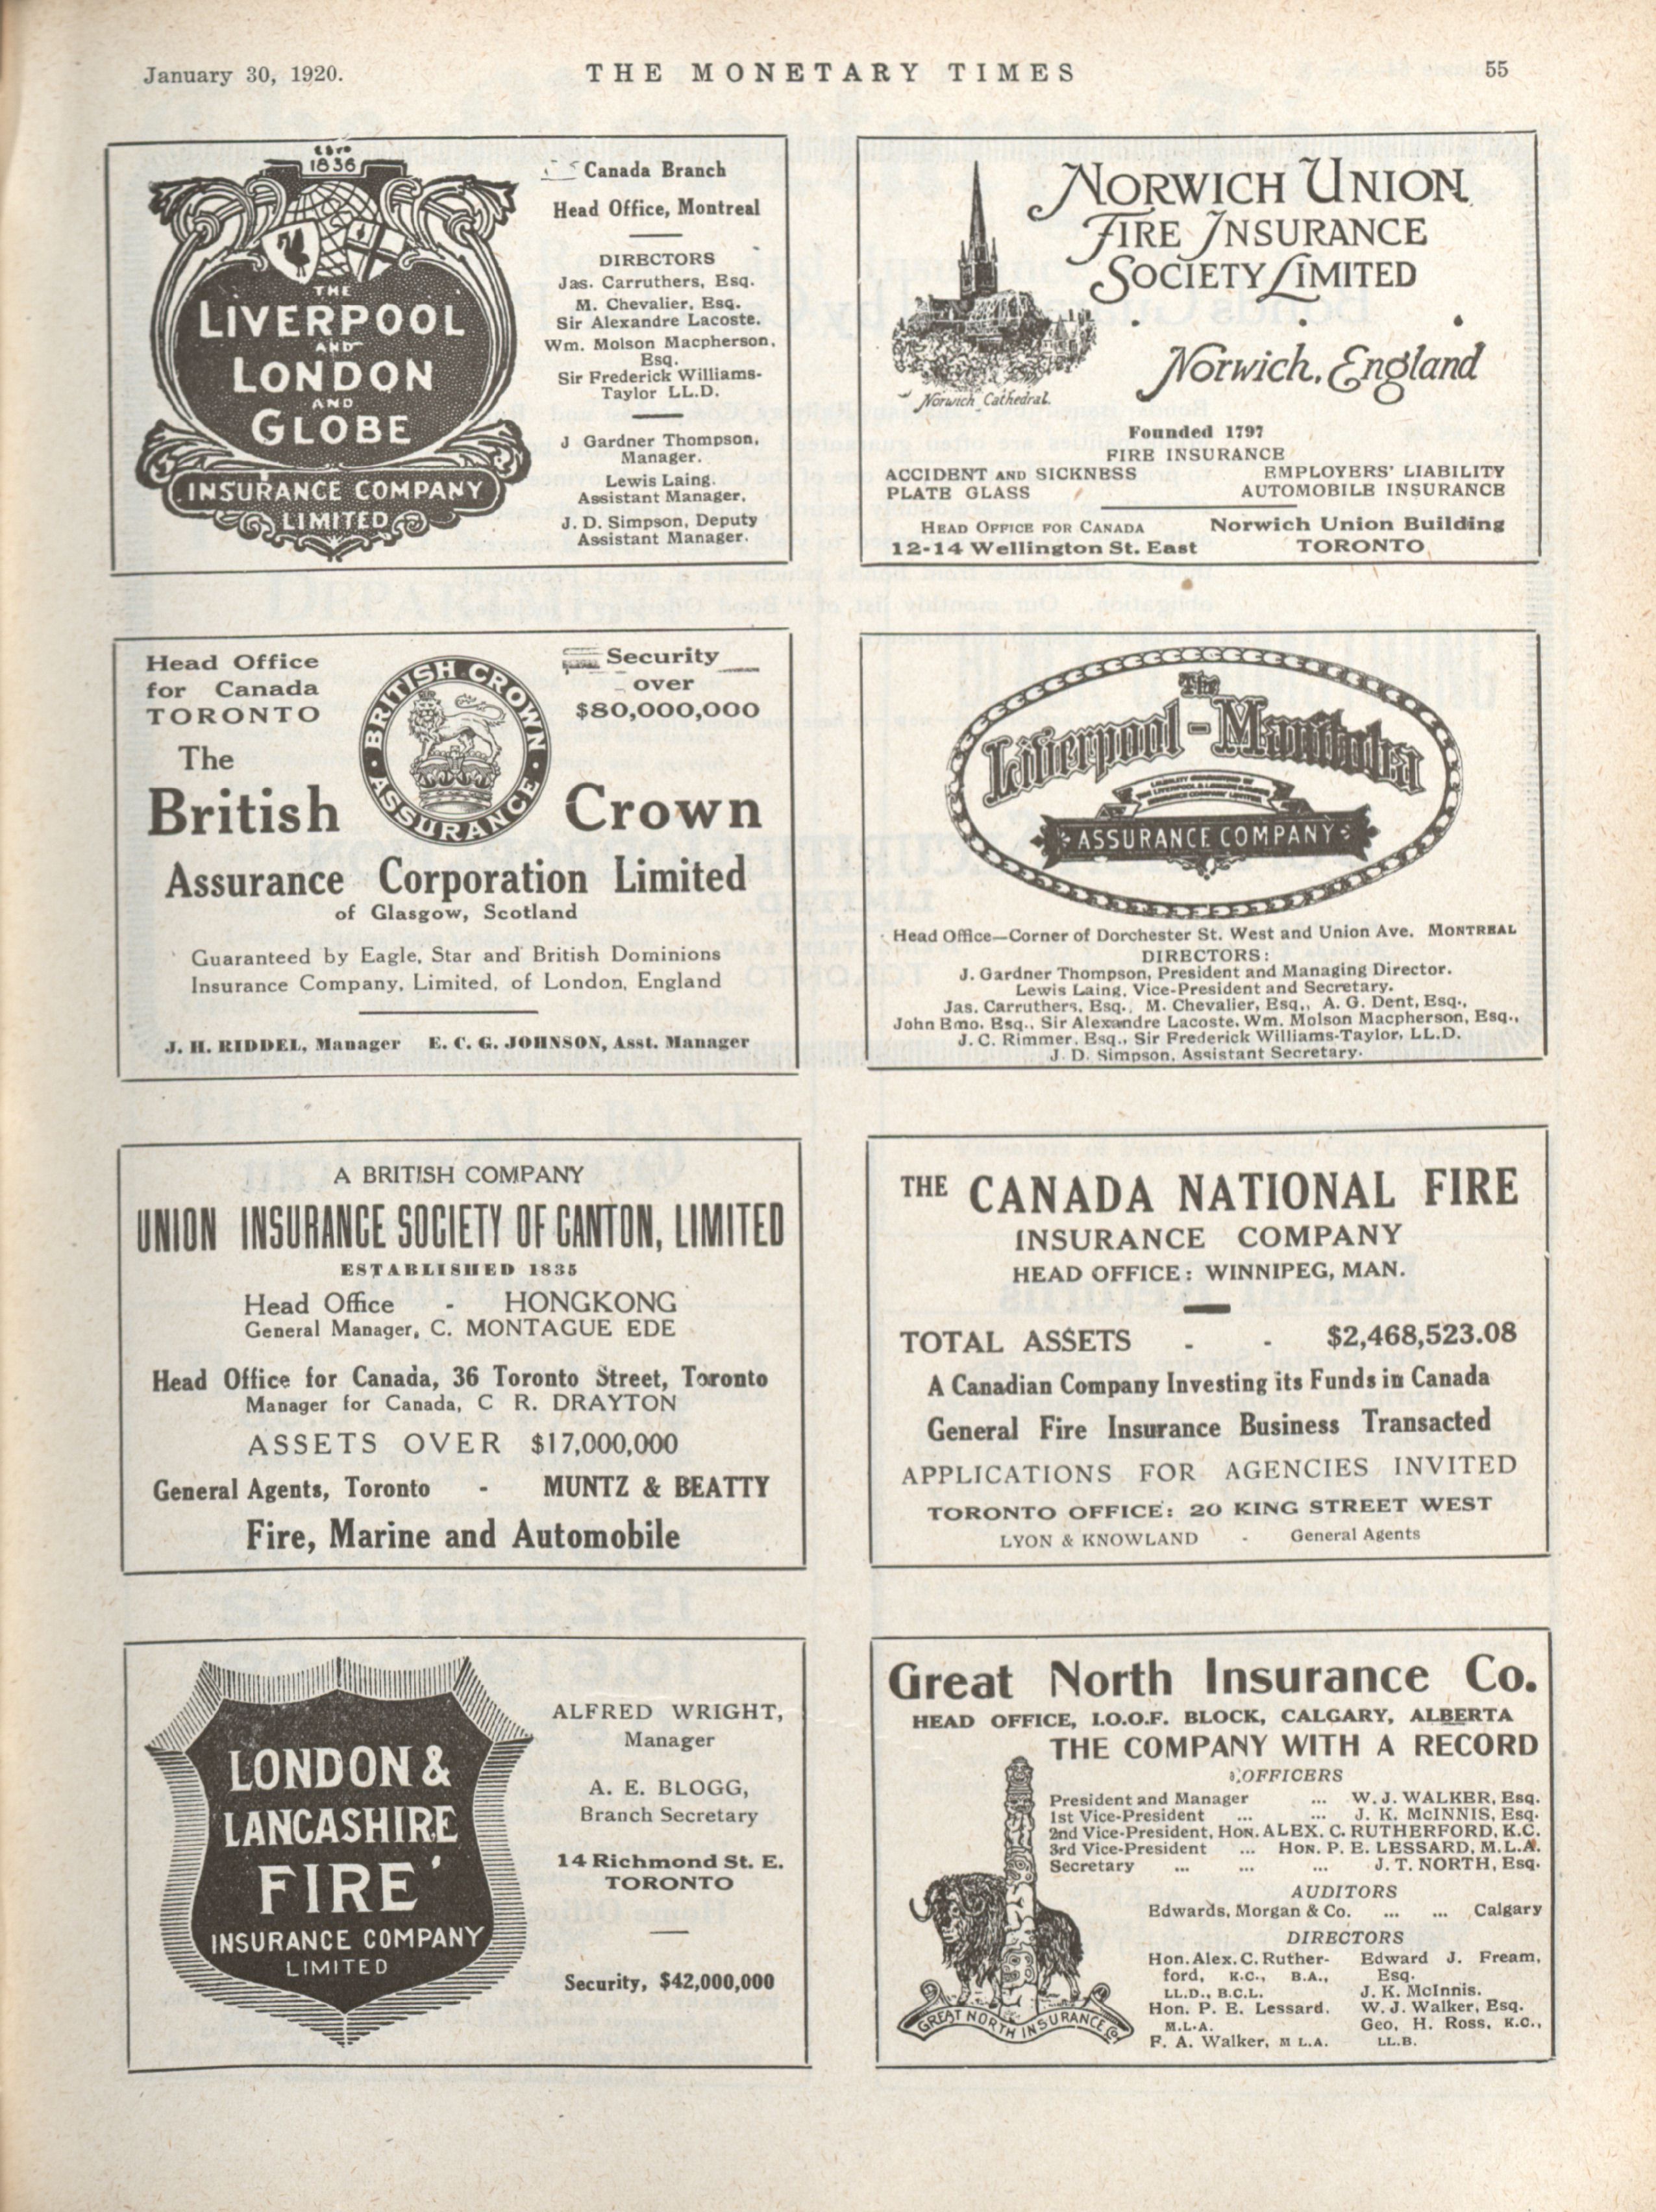 January 30, 1920.
THE MONETARY TIMES
55
Estd
1836
THE
LIVERPOOL
AND
LONDON
AND
GLOBE
INSURANCE COMPANY
LIMITED
Canada Branch
Head Office, Montreal
DIRECTORS
Jas. Carruthers, Esq.
M. Chevalier, Esq.
Sir Alexandre Lacoste.
Wm. Molson Macpherson,
Esq.
Sir Frederick Williams-
Taylor LL.D.
J Gardner Thompson,
Manager.
Lewis Laing.
Assistant Manager,
J. D. Simpson, Deputy
Assistant Manager.
NORWICH UNION
FIRE INSURANCE
SOCIETY LIMITED
Norwich, England
Norwich Cathedral.
Founded 1797
FIRE INSURANCE
ACCIDENT AND SICKNESS EMPLOYERS' LIABILITY
PLATE GLASS AUTOMOBILE INSURANCE
HEAD OFFICE FOR CANADA Norwich Union Building
12-14 Wellington St. East TORONTO
Head Office
for Canada
TORONTO
BRITISH CROWN
ASSURANCE
Security
over
$80,000,000
The
British Crown
Assurance Corporation Limited
of Glasgow, Scotland
Guaranteed by Eagle, Star and British Dominions
Insurance Company, Limited, of London, England
J. H. RIDDEL, Manager E. C. G. JOHNSON, Asst. Manager
The
Liverpool-Manitoba
LIABILITY GUARANTEED BY
THE LIVERPOOL & LONDON & GLOBE
INSURANCE COMPANY LIMITED
ASSURANCE COMPANY
Head Office—Corner of Dorchester St. West and Union Ave. MONTREAL
DIRECTORS:
J. Gardner Thompson, President and Managing Director.
Lewis Laing, Vice-President and Secretary.
Jas. Carruthers, Esq., M. Chevalier, Esq., A. G. Dent, Esq.,
John Emo. Esq., Sir Alexandre Lacoste, Wm. Molson Macpherson, Esq.,
J. C. Rimmer, Esq., Sir Frederick Williams-Taylor, LL.D.
J. D. Simpson, Assistant Secretary.
A BRITISH COMPANY
UNION INSURANCE SOCIETY OF CANTON, LIMITED
ESTABLISHED 1835
Head Office - HONGKONG
General Manager, C. MONTAGUE EDE
Head Office for Canada, 36 Toronto Street, Toronto
Manager for Canada, C R. DRAYTON
ASSETS OVER $17,000,000
General Agents, Toronto - MUNTZ & BEATTY
Fire, Marine and Automobile
THE CANADA NATIONAL FIRE
INSURANCE COMPANY
HEAD OFFICE: WINNIPEG, MAN.
TOTAL ASSETS - - $2,468,523.08
A Canadian Company Investing its Funds in Canada
General Fire Insurance Business Transacted
APPLICATIONS FOR AGENCIES INVITED
TORONTO OFFICE: 20 KING STREET WEST
LYON & KNOWLAND - General Agents
LONDON &
LANCASHIRE
FIRE
INSURANCE COMPANY
LIMITED
ALFRED WRIGHT,
Manager
A. E. BLOGG,
Branch Secretary
14 Richmond St. E.
TORONTO
Security, $42,000,000
Great North Insurance Co.
HEAD OFFICE, I.O.O.F. BLOCK, CALGARY, ALBERTA
THE COMPANY WITH A RECORD
OFFICERS
President and Manager ... W. J. WALKER, Esq.
1st Vice-President ... ... J. K. McINNIS, Esq.
2nd Vice-President, HON. ALEX. C. RUTHERFORD, K.C.
3rd Vice-President ... HON. P. E. LESSARD, M.L.A.
Secretary ... ... ... J. T. NORTH, Esq.
AUDITORS
Edwards, Morgan & Co. ... ... Calgary
DIRECTORS
Hon. Alex. C. Ruther- Edward J. Fream,
ford, K.C., B.A., Esq.
LL.D., B.C.L. J. K. McInnis.
Hon. P. E. Lessard, W. J. Walker, Esq.
M.L.A. Geo. H. Ross, K.C.,
F. A. Walker, M L.A. LL.B.
GREAT NORTH INSURANCE Co